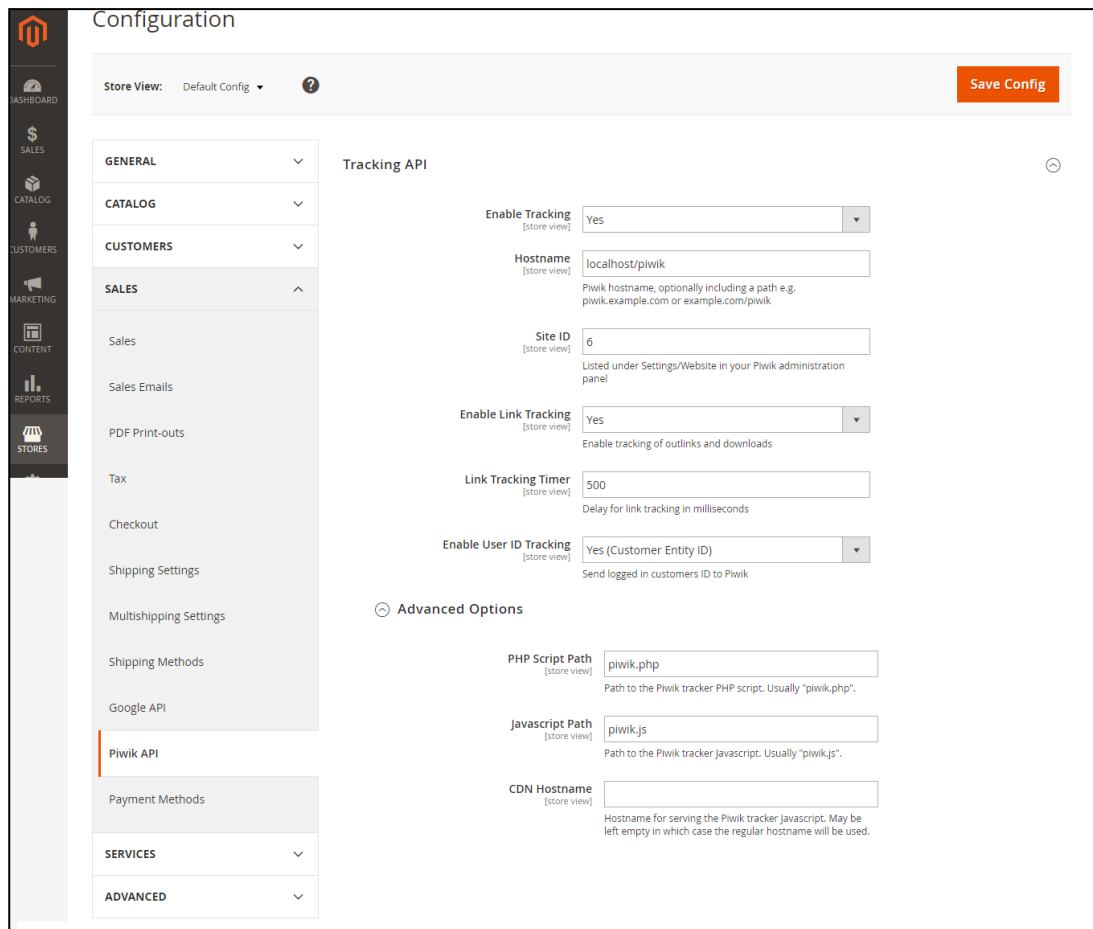 Configuration
Store View: Default Config ?
Save Config
DASHBOARD
$
SALES
CATALOG
CUSTOMERS
MARKETING
CONTENT
REPORTS
STORES
GENERAL
CATALOG
CUSTOMERS
SALES
Sales
Sales Emails
PDF Print-outs
Tax
Checkout
Shipping Settings
Multishipping Settings
Shipping Methods
Google API
Piwik API
Payment Methods
SERVICES
ADVANCED
Tracking API
Enable Tracking Yes
[store view]
Hostname localhost/piwik
[store view]
Piwik hostname, optionally including a path e.g.
piwik.example.com or example.com/piwik
Site ID 6
[store view]
Listed under Settings/Website in your Piwik administration
panel
Enable Link Tracking Yes
[store view]
Enable tracking of outlinks and downloads
Link Tracking Timer 500
[store view]
Delay for link tracking in milliseconds
Enable User ID Tracking Yes (Customer Entity ID)
[store view]
Send logged in customers ID to Piwik
Advanced Options
PHP Script Path piwik.php
[store view]
Path to the Piwik tracker PHP script. Usually "piwik.php".
Javascript Path piwik.js
[store view]
Path to the Piwik tracker Javascript. Usually "piwik.js".
CDN Hostname
[store view]
Hostname for serving the Piwik tracker Javascript. May be
left empty in which case the regular hostname will be used.